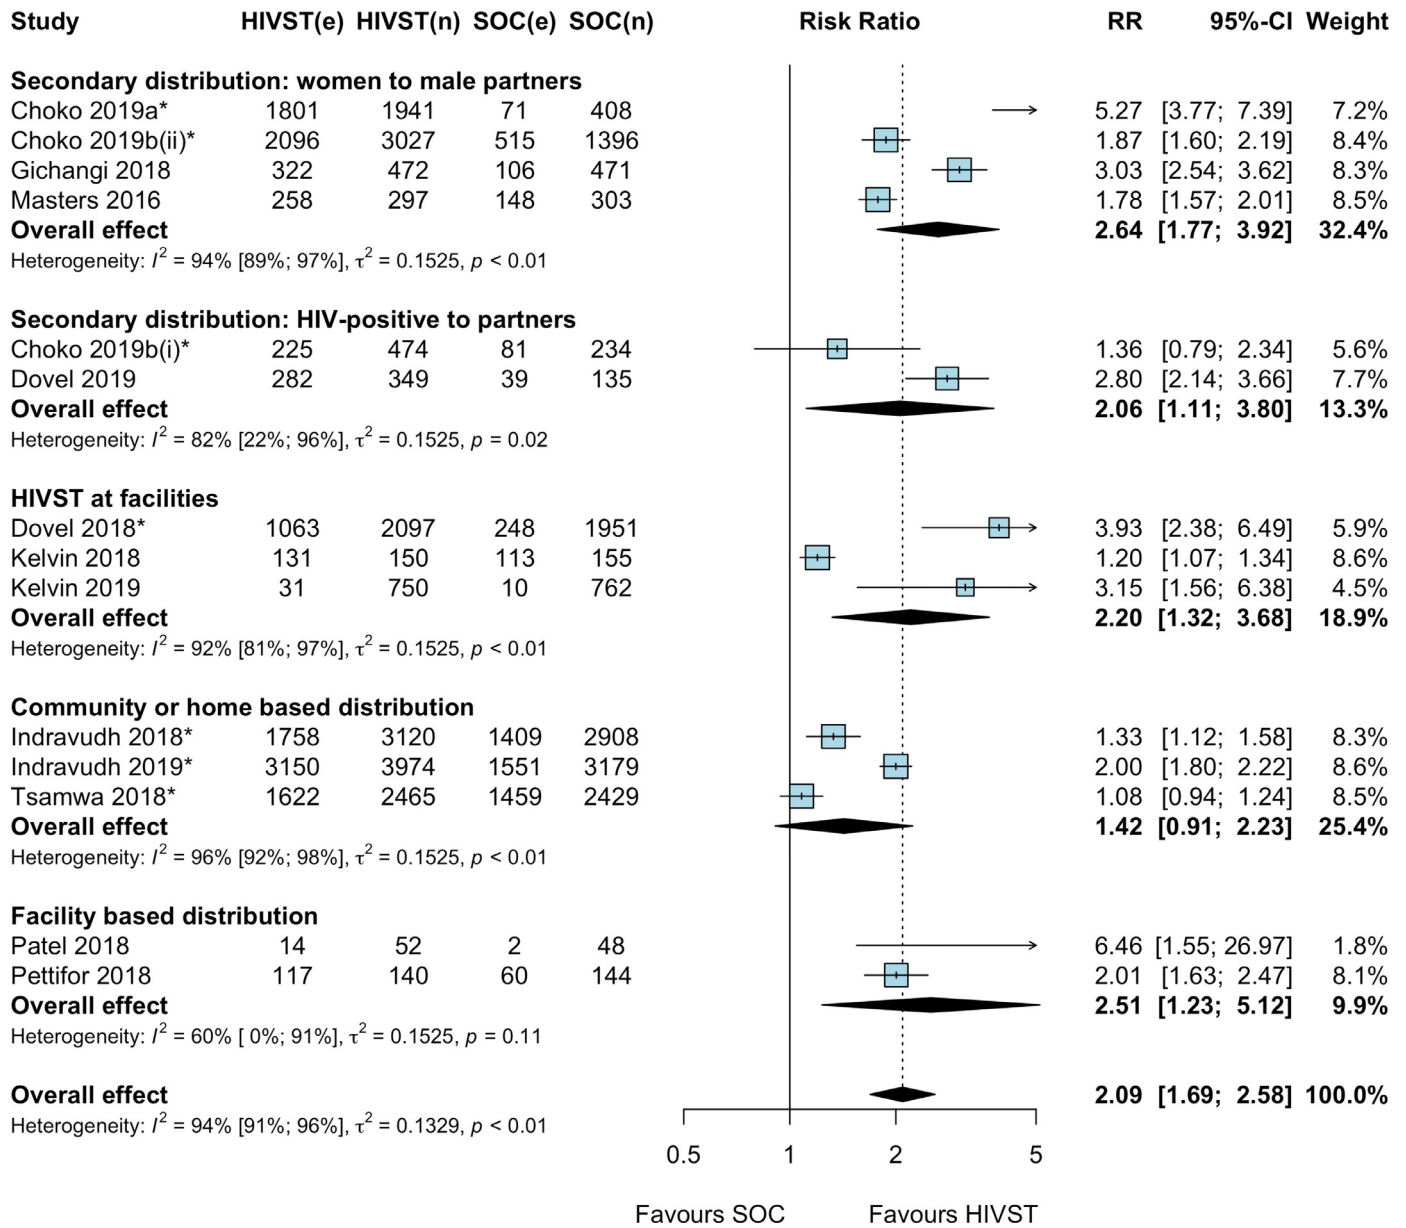 Study HIVST(e) HIVST(n) SOC(e) SOC(n) Risk Ratio RR 95%-CI Weight
Secondary distribution: women to male partners
Choko 2019a* 1801 1941 71 408 5.27 [3.77; 7.39] 7.2%
Choko 2019b(ii)* 2096 3027 515 1396 1.87 [1.60; 2.19] 8.4%
Gichangi 2018 322 472 106 471 3.03 [2.54; 3.62] 8.3%
Masters 2016 258 297 148 303 1.78 [1.57; 2.01] 8.5%
Overall effect 2.64 [1.77; 3.92] 32.4%
Heterogeneity: I² = 94% [89%; 97%], τ² = 0.1525, p < 0.01
Secondary distribution: HIV-positive to partners
Choko 2019b(i)* 225 474 81 234 1.36 [0.79; 2.34] 5.6%
Dovel 2019 282 349 39 135 2.80 [2.14; 3.66] 7.7%
Overall effect 2.06 [1.11; 3.80] 13.3%
Heterogeneity: I² = 82% [22%; 96%], τ² = 0.1525, p = 0.02
HIVST at facilities
Dovel 2018* 1063 2097 248 1951 3.93 [2.38; 6.49] 5.9%
Kelvin 2018 131 150 113 155 1.20 [1.07; 1.34] 8.6%
Kelvin 2019 31 750 10 762 3.15 [1.56; 6.38] 4.5%
Overall effect 2.20 [1.32; 3.68] 18.9%
Heterogeneity: I² = 92% [81%; 97%], τ² = 0.1525, p < 0.01
Community or home based distribution
Indravudh 2018* 1758 3120 1409 2908 1.33 [1.12; 1.58] 8.3%
Indravudh 2019* 3150 3974 1551 3179 2.00 [1.80; 2.22] 8.6%
Tsamwa 2018* 1622 2465 1459 2429 1.08 [0.94; 1.24] 8.5%
Overall effect 1.42 [0.91; 2.23] 25.4%
Heterogeneity: I² = 96% [92%; 98%], τ² = 0.1525, p < 0.01
Facility based distribution
Patel 2018 14 52 2 48 6.46 [1.55; 26.97] 1.8%
Pettifor 2018 117 140 60 144 2.01 [1.63; 2.47] 8.1%
Overall effect 2.51 [1.23; 5.12] 9.9%
Heterogeneity: I² = 60% [ 0%; 91%], τ² = 0.1525, p = 0.11
Overall effect 2.09 [1.69; 2.58] 100.0%
Heterogeneity: I² = 94% [91%; 96%], τ² = 0.1329, p < 0.01
0.5 1 2 5
Favours SOC Favours HIVST